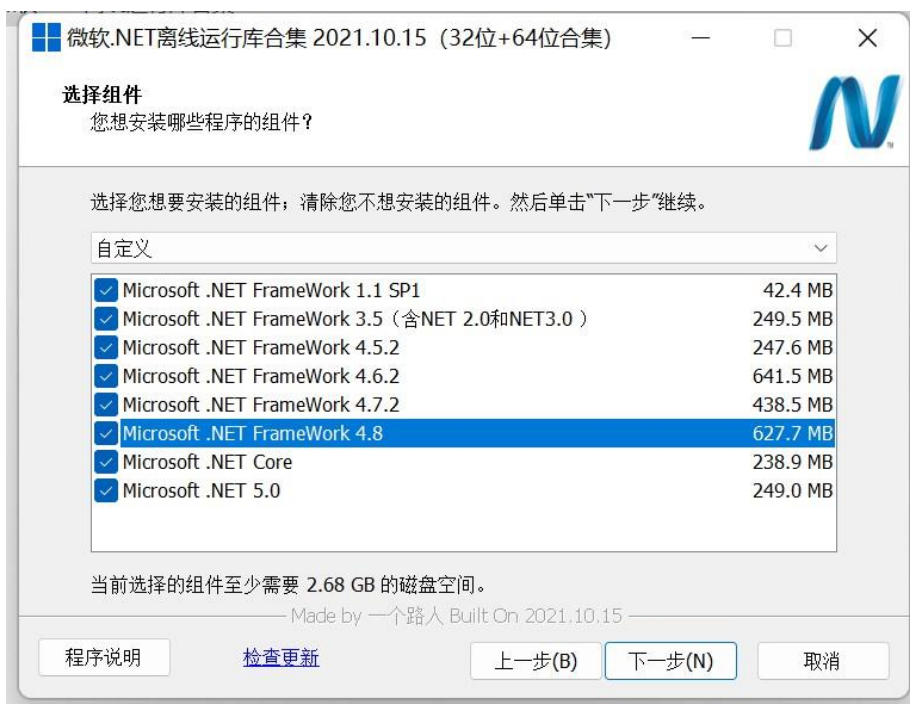 微软.NET离线运行库合集 2021.10.15（32位+64位合集）
选择组件
您想安装哪些程序的组件？
选择您想要安装的组件；清除您不想安装的组件。然后单击“下一步”继续。
自定义
Microsoft .NET FrameWork 1.1 SP1 42.4 MB
Microsoft .NET FrameWork 3.5（含NET 2.0和NET3.0 ） 249.5 MB
Microsoft .NET FrameWork 4.5.2 247.6 MB
Microsoft .NET FrameWork 4.6.2 641.5 MB
Microsoft .NET FrameWork 4.7.2 438.5 MB
Microsoft .NET FrameWork 4.8 627.7 MB
Microsoft .NET Core 238.9 MB
Microsoft .NET 5.0 249.0 MB
当前选择的组件至少需要 2.68 GB 的磁盘空间。
Made by 一个路人 Built On 2021.10.15
程序说明 检查更新 上一步(B) 下一步(N) 取消